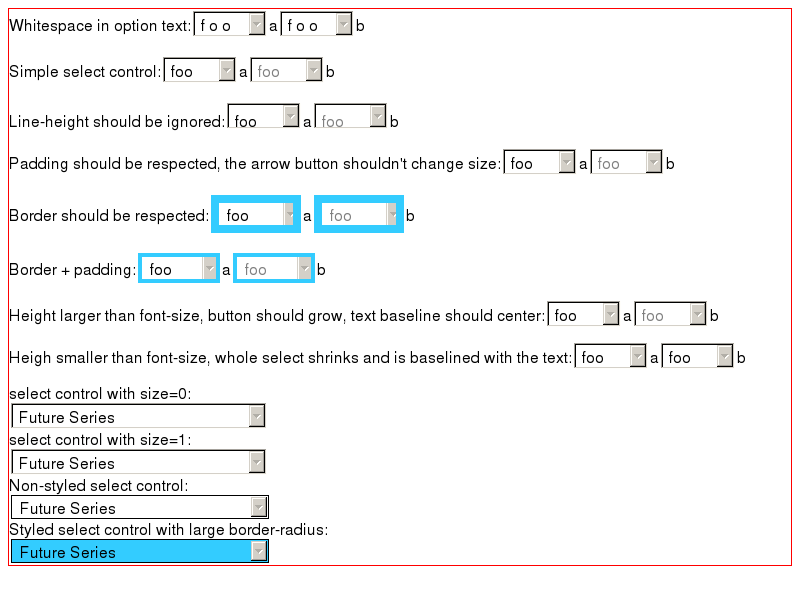 Whitespace in option text: f o o a f o o b
Simple select control: foo a foo b
Line-height should be ignored: foo a foo b
Padding should be respected, the arrow button shouldn't change size: foo a foo b
Border should be respected: foo a foo b
Border + padding: foo a foo b
Height larger than font-size, button should grow, text baseline should center: foo a foo b
Heigh smaller than font-size, whole select shrinks and is baselined with the text: foo a foo b
select control with size=0:
Future Series
select control with size=1:
Future Series
Non-styled select control:
Future Series
Styled select control with large border-radius:
Future Series